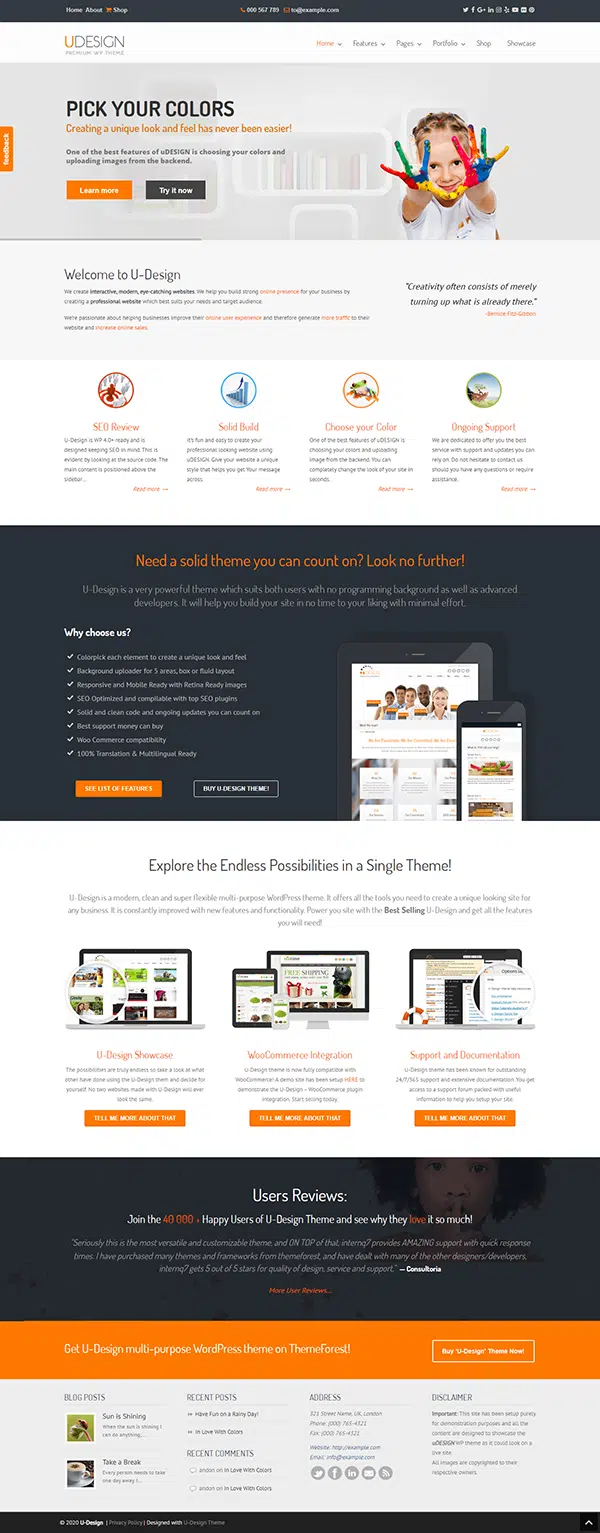 Home About Shop 000 567 789 to@example.com
UDESIGN
PREMIUM WP THEME
Home Features Pages Portfolio Shop Showcase
feedback
PICK YOUR COLORS
Creating a unique look and feel has never been easier!
One of the best features of uDESIGN is choosing your colors and
uploading images from the backend.
Learn more Try it now
Welcome to U-Design
We create interactive, modern, eye-catching websites. We help you build strong online presence for your business by
creating a professional website which best suits your needs and target audience.
We're passionate about helping businesses improve their online user experience and therefore generate more traffic to their
website and increase online sales.
"Creativity often consists of merely
turning up what is already there."
-Bernice Fitz-Gibbon
SEO Review
U-Design is WP 4.0+ ready and is
designed keeping SEO in mind. This is
evident by looking at the source code. The
main content is positioned above the
sidebar...
Read more →
Solid Build
It's fun and easy to create your
professional looking website using
uDESIGN. Give your website a unique
style that helps you get Your message
across.
Read more →
Choose your Color
One of the best features of uDESIGN is
choosing your colors and uploading
image from the backend. You can
completely change the look of your site in
seconds.
Read more →
Ongoing Support
We are dedicated to offer you the best
service with support and updates you can
rely on. Do not hesitate to contact us
should you have any questions or require
assistance.
Read more →
Need a solid theme you can count on? Look no further!
U-Design is a very powerful theme which suits both users with no programming background as well as advanced
developers. It will help you build your site in no time to your liking with minimal effort.
Why choose us?
Colorpick each element to create a unique look and feel
Background uploader for 5 areas, box or fluid layout
Responsive and Mobile Ready with Retina Ready images
SEO Optimized and compilable with top SEO plugins
Solid and clean code and ongoing updates you can count on
Best support money can buy
Woo Commerce compatibility
100% Translation & Multilingual Ready
SEE LIST OF FEATURES BUY U-DESIGN THEME!
Explore the Endless Possibilities in a Single Theme!
U-Design is a modern, clean and super flexible multi-purpose WordPress theme. It offers all the tools you need to create a unique looking site for
any business. It is constantly improved with new features and functionality. Power you site with the Best Selling U-Design and get all the features
you will need!
FREE SHIPPING
Options
U-Design Showcase
The possibilities are truly endless so take a look at what
other have done using the U-Design them and decide for
yourself. No two websites made with U-Design will ever
look the same.
TELL ME MORE ABOUT THAT
WooCommerce Integration
U-Design theme is now fully compatible with
WooCommerce! A demo site has been setup HERE to
demonstrate the U-Design – WooCommerce plugin
integration. Start selling today.
TELL ME MORE ABOUT THAT
Support and Documentation
U-Design theme has been known for outstanding
24/7/365 support and extensive documentation. You get
access to a support forum packed with useful
information to help you setup your site.
TELL ME MORE ABOUT THAT
Users Reviews:
Join the 40 000 + Happy Users of U-Design Theme and see why they love it so much!
"Seriously this is the most versatile and customizable theme, and ON TOP of that, internq7 provides AMAZING support with quick response
times. I have purchased many themes and frameworks from themeforest, and have dealt with many of the other designers/developers,
internq7 gets 5 out of 5 stars for quality of design, service and support." — Consultoria
More User Reviews...
Get U-Design multi-purpose WordPress theme on ThemeForest!
Buy 'U-Design' Theme Now!
BLOG POSTS
Sun is Shining
When the sun is shining I
can do anything;...
Take a Break
Every person needs to take
one day away. I...
RECENT POSTS
Have Fun on a Rainy Day!
In Love With Colors
RECENT COMMENTS
andon on In Love With Colors
andon on In Love With Colors
ADDRESS
321 Street Name, UK, London
Phone: (000) 765-4321
Fax: (000) 765-4321
Website: http://example.com
Email: info@example.com
DISCLAIMER
Important: This site has been setup purely
for demonstration purposes and all the
content are designed to showcase the
uDESIGN WP theme as it could look on a
live site.
All images are copyrighted to their
respective owners.
© 2020 U-Design | Privacy Policy | Designed with U-Design Theme